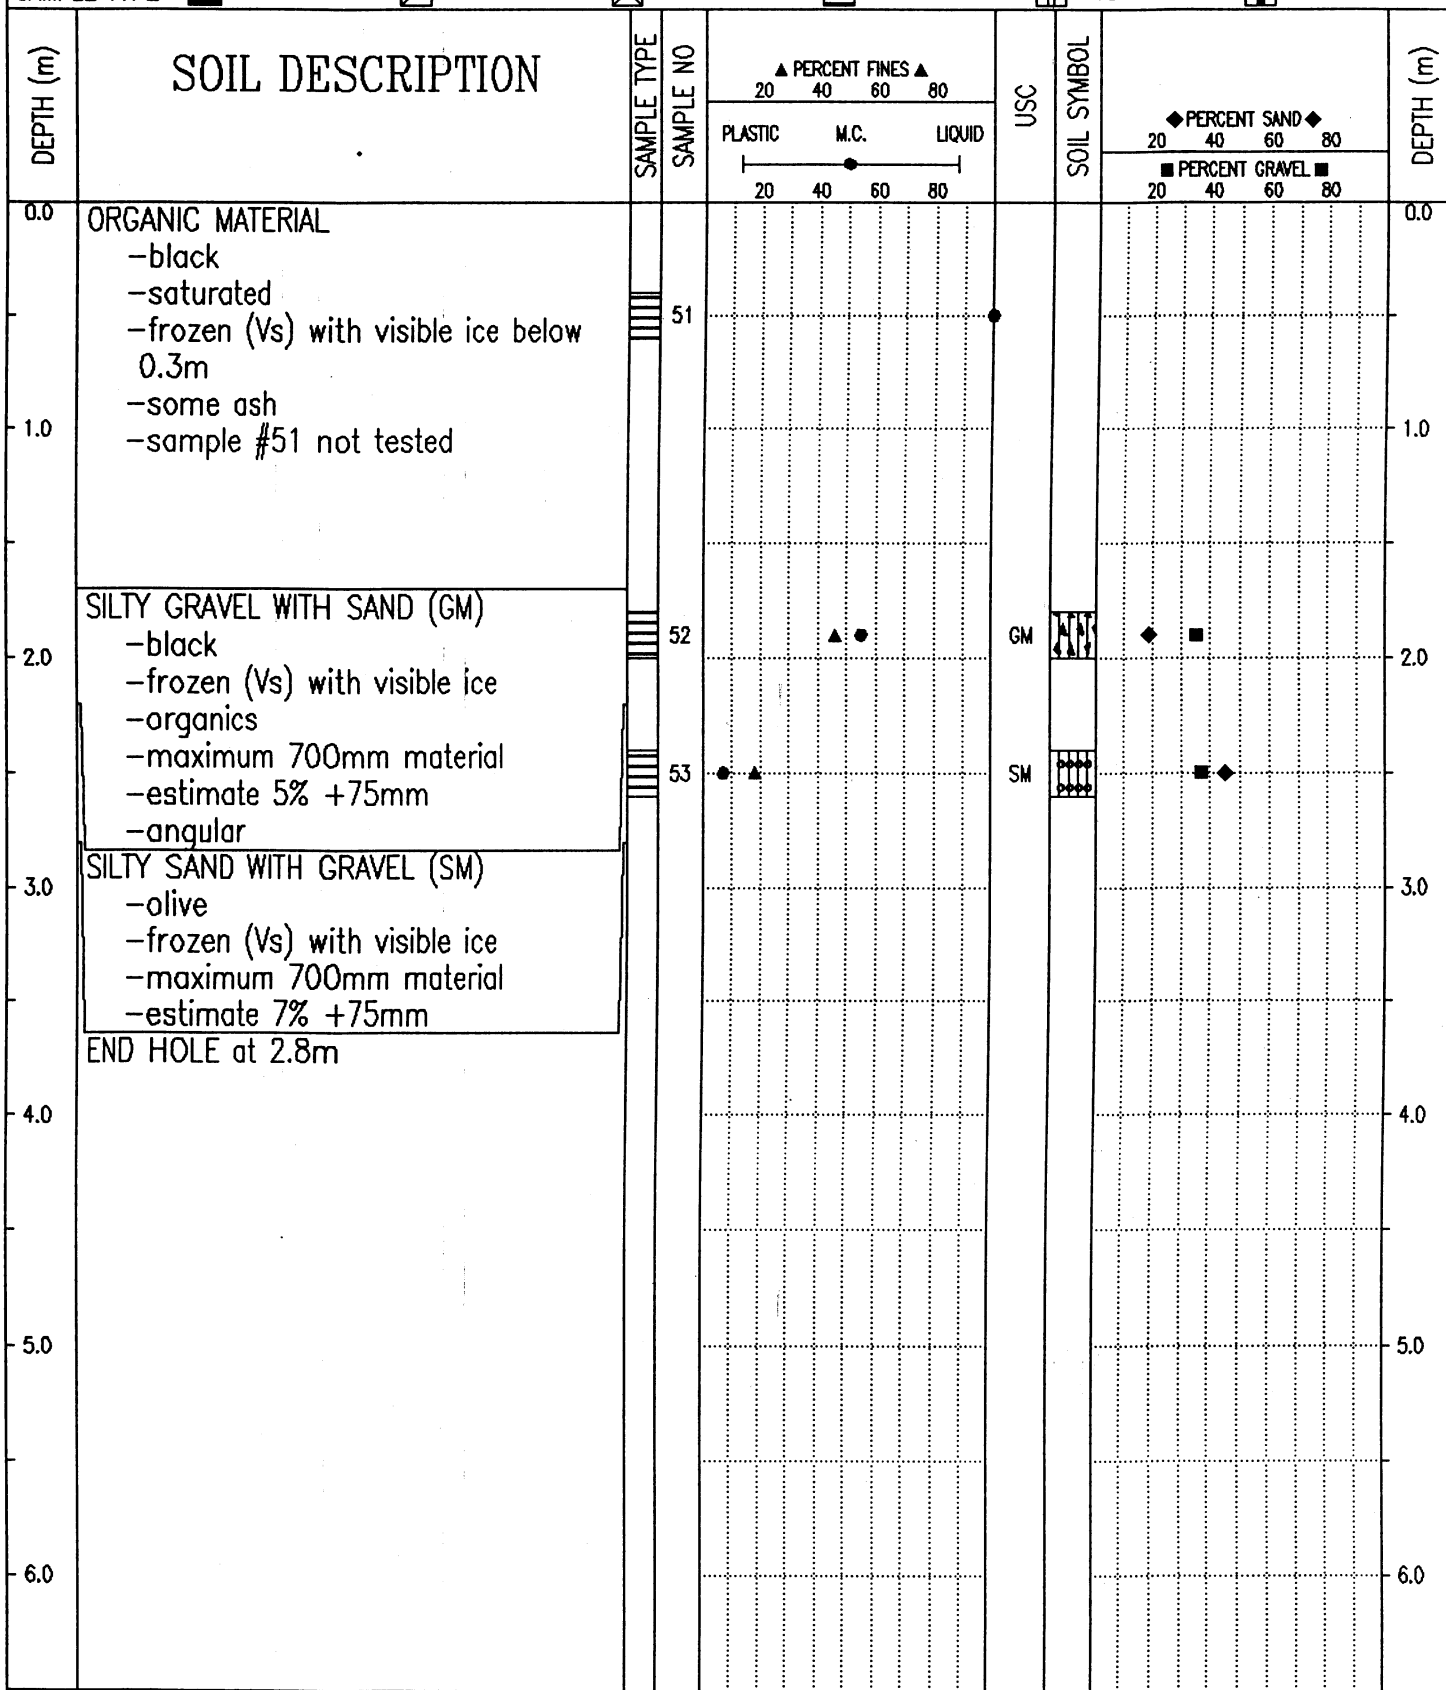 DEPTH (m)
SOIL DESCRIPTION
SAMPLE TYPE
SAMPLE NO
▲ PERCENT FINES ▲
20 40 60 80
PLASTIC M.C. LIQUID
20 40 60 80
USC
SOIL SYMBOL
◆PERCENT SAND◆
20 40 60 80
■ PERCENT GRAVEL ■
20 40 60 80
DEPTH (m)
0.0
ORGANIC MATERIAL
-black
-saturated
-frozen (Vs) with visible ice below
0.3m
-some ash
-sample #51 not tested
51
1.0
SILTY GRAVEL WITH SAND (GM)
-black
-frozen (Vs) with visible ice
-organics
-maximum 700mm material
-estimate 5% +75mm
-angular
52
GM
2.0
53
SM
SILTY SAND WITH GRAVEL (SM)
-olive
-frozen (Vs) with visible ice
-maximum 700mm material
-estimate 7% +75mm
3.0
END HOLE at 2.8m
4.0
5.0
6.0
0.0
1.0
2.0
3.0
4.0
5.0
6.0